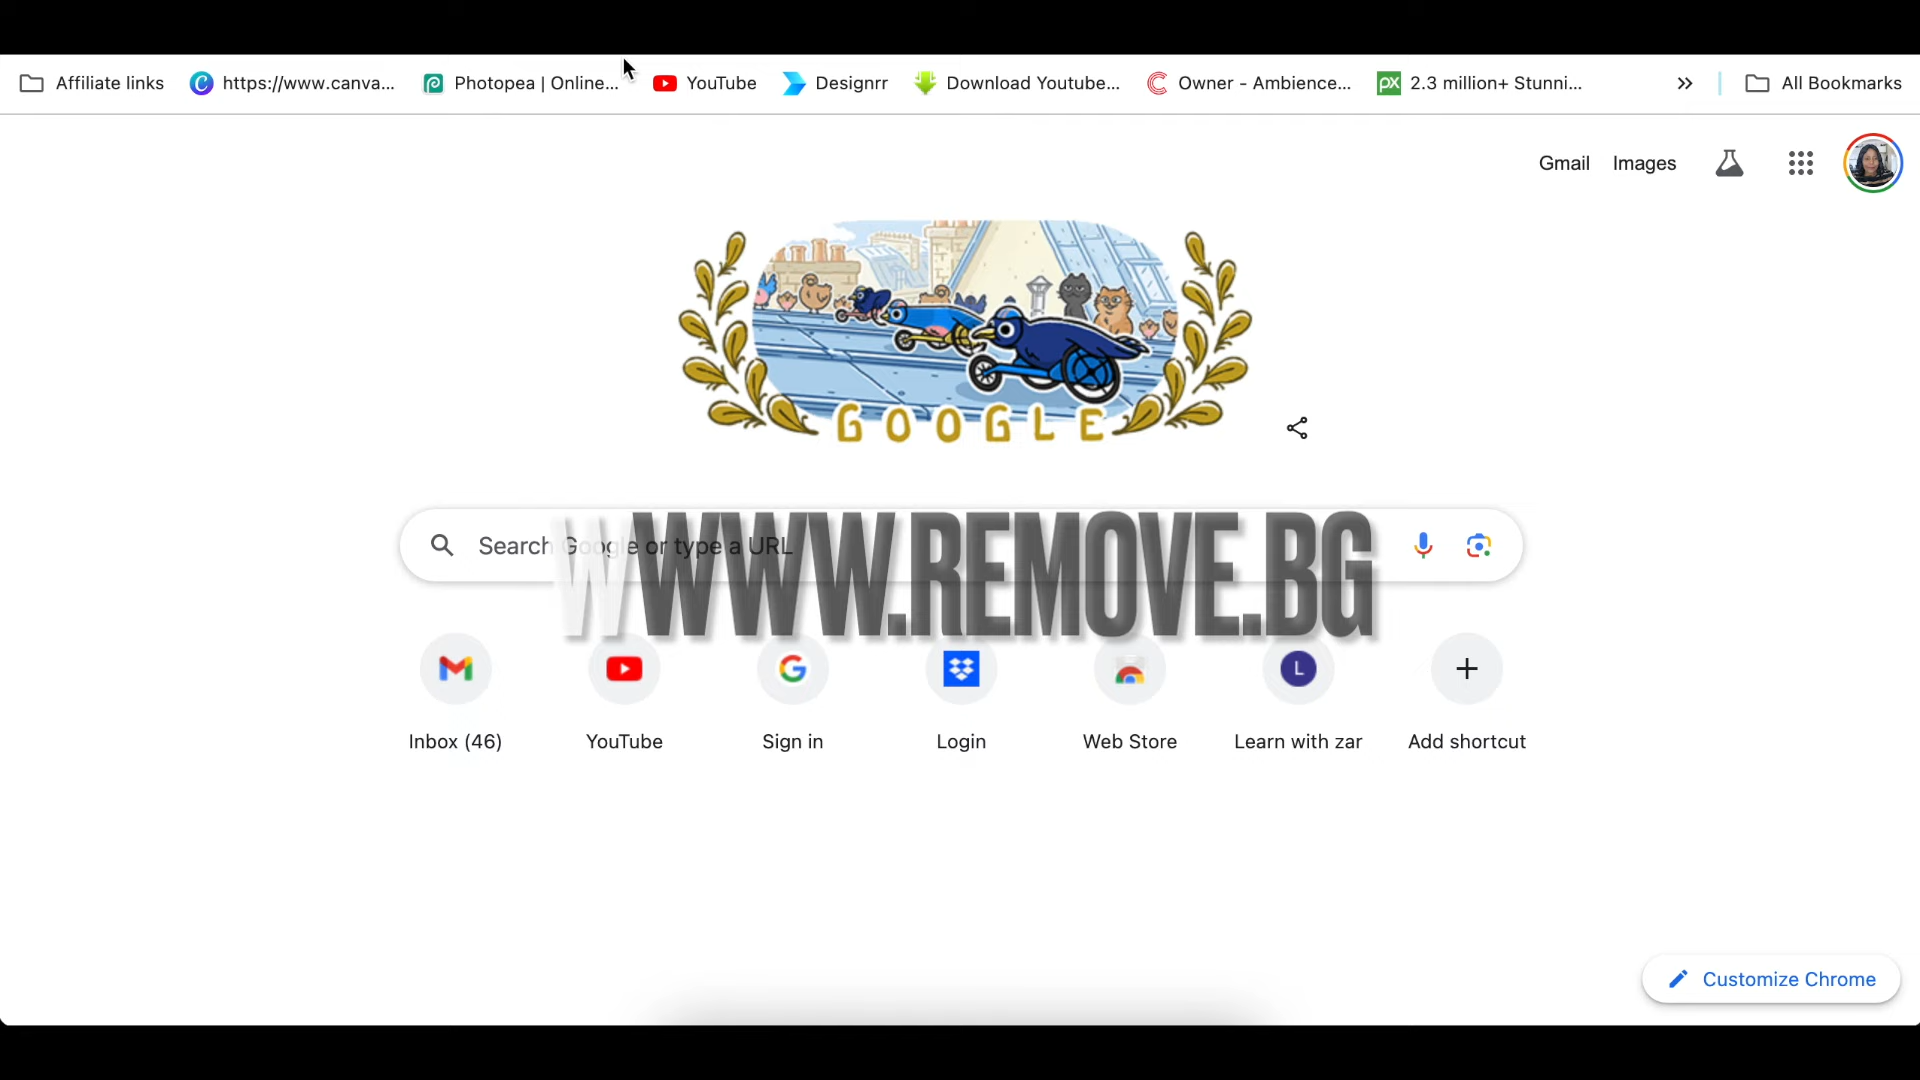 Affiliate links https://www.canva... Photopea | Online... YouTube Designrr Download Youtube... Owner - Ambience... 2.3 million+ Stunni... All Bookmarks
Gmail Images
GOOGLE
Search Google or type a URL
WWWW.REMOVE.BG
Inbox (46) YouTube Sign in Login Web Store Learn with zar Add shortcut
Customize Chrome